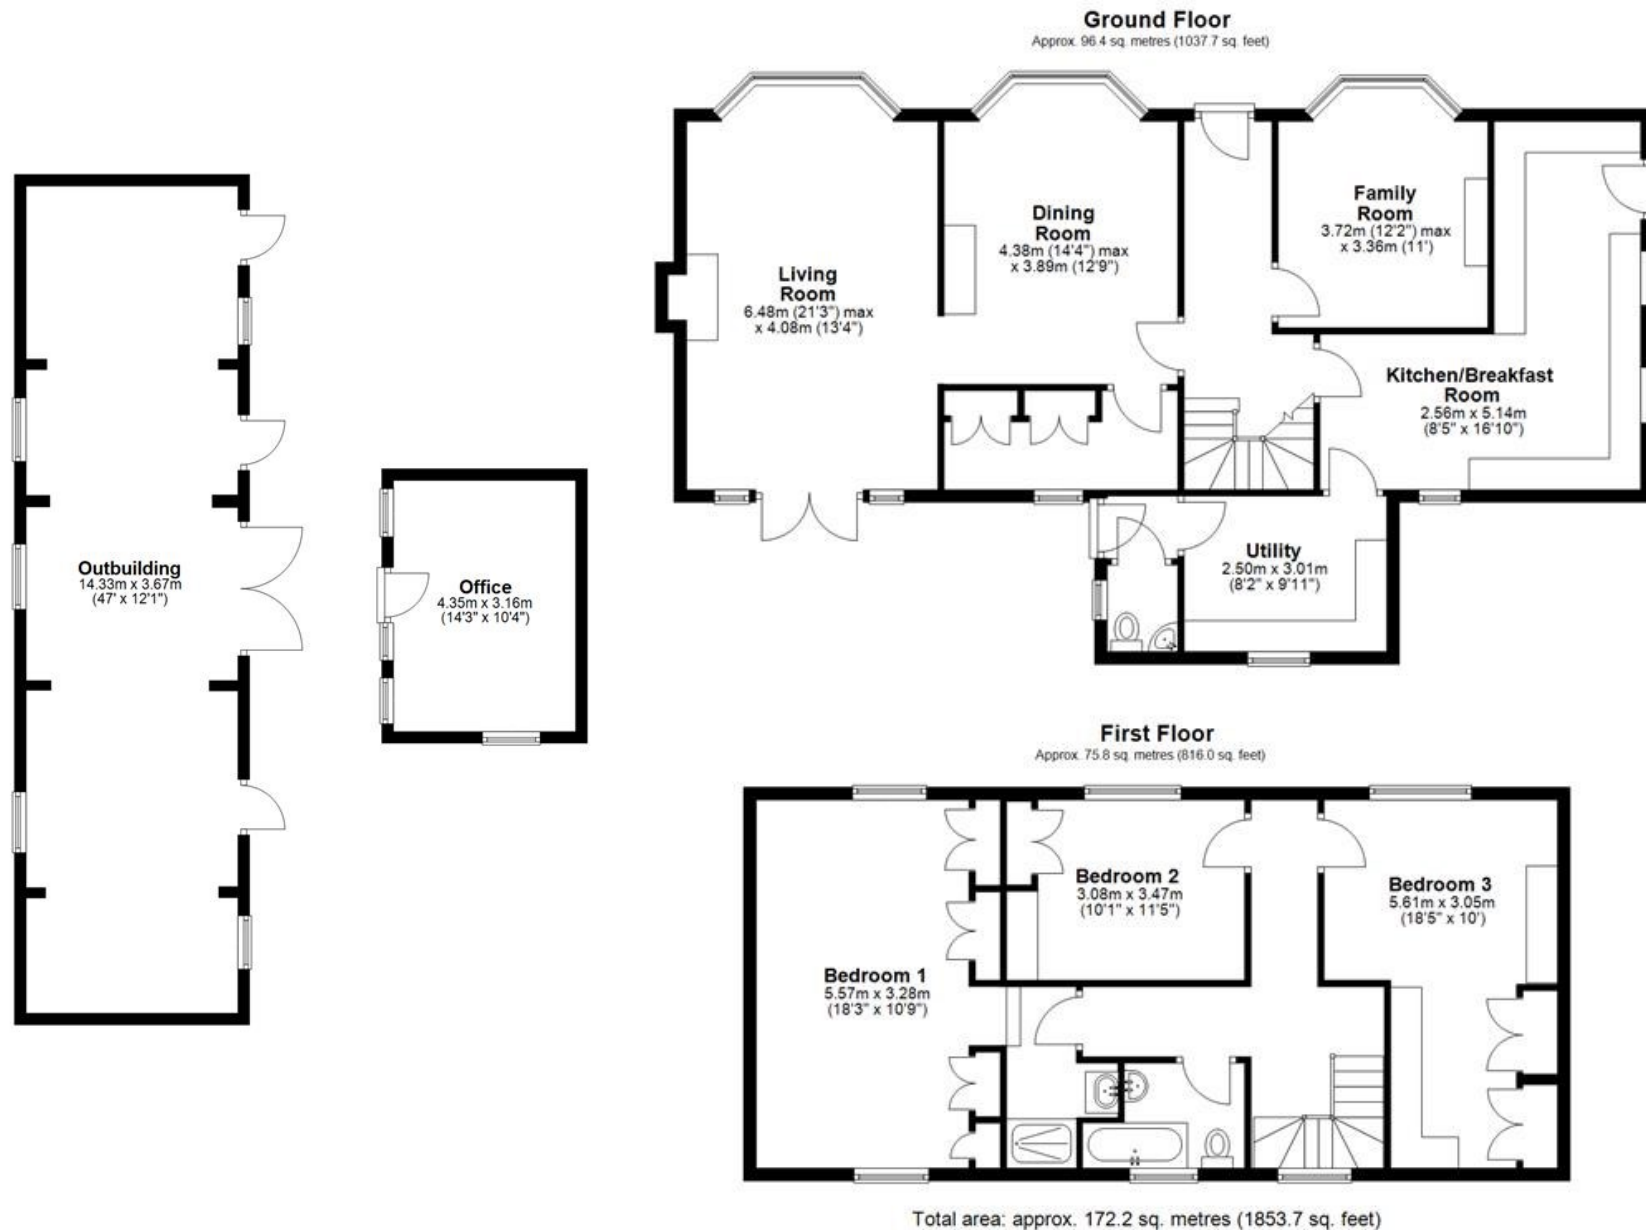 Ground Floor
Approx. 96.4 sq. metres (1037.7 sq. feet)
Living
Room
6.48m (21'3") max
x 4.08m (13'4")
Dining
Room
4.38m (14'4") max
x 3.89m (12'9")
Family
Room
3.72m (12'2") max
x 3.36m (11')
Kitchen/Breakfast
Room
2.56m x 5.14m
(8'5" x 16'10")
Utility
2.50m x 3.01m
(8'2" x 9'11")
Outbuilding
14.33m x 3.67m
(47' x 12'1")
Office
4.35m x 3.16m
(14'3" x 10'4")
First Floor
Approx. 75.8 sq. metres (816.0 sq. feet)
Bedroom 1
5.57m x 3.28m
(18'3" x 10'9")
Bedroom 2
3.08m x 3.47m
(10'1" x 11'5")
Bedroom 3
5.61m x 3.05m
(18'5" x 10')
Total area: approx. 172.2 sq. metres (1853.7 sq. feet)